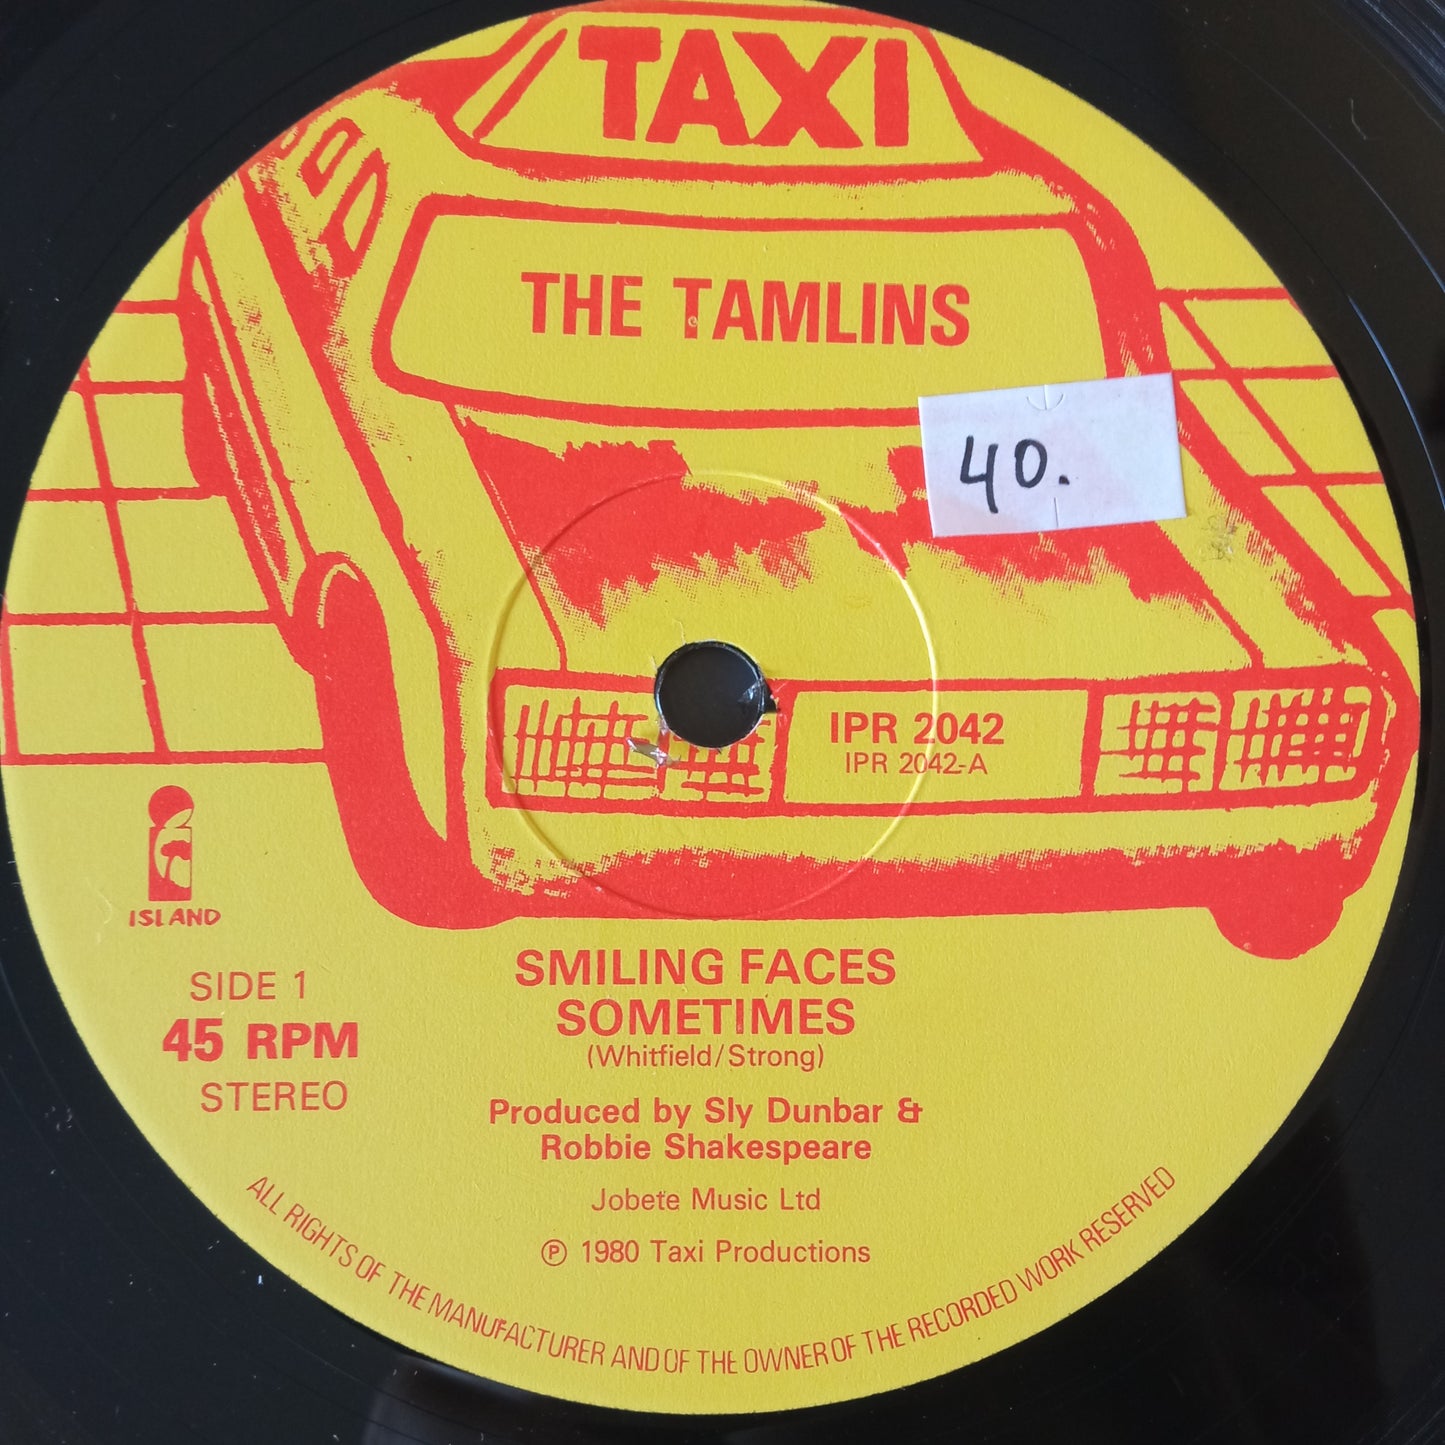 TAXI
THE TAMLINS
40.
IPR 2042
IPR 2042-A
ISLAND
SIDE 1
45 RPM
STEREO
SMILING FACES
SOMETIMES
(Whitfield/Strong)
Produced by Sly Dunbar &
Robbie Shakespeare
Jobete Music Ltd
℗ 1980 Taxi Productions
ALL RIGHTS OF THE MANUFACTURER AND OF THE OWNER OF THE RECORDED WORK RESERVED